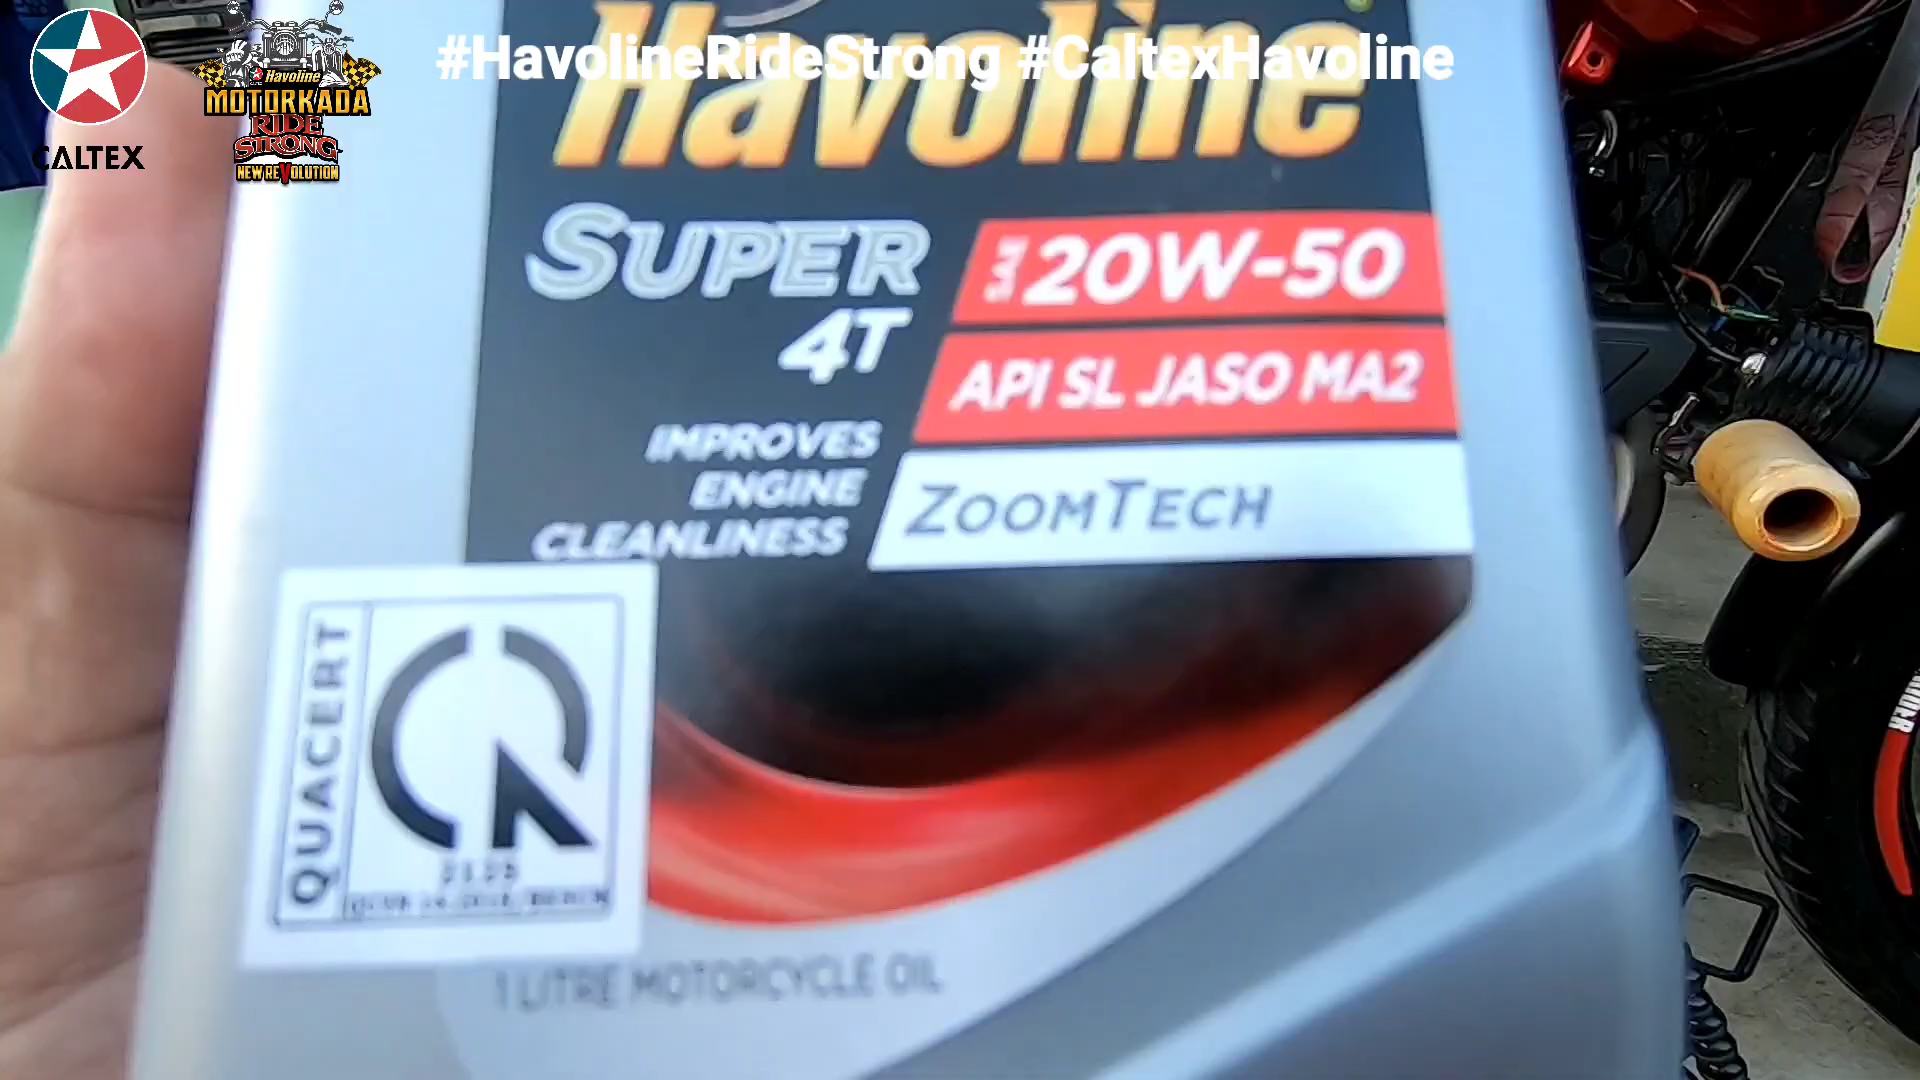 #HavolineRideStrong #CaltexHavoline
CALTEX
Havoline
MOTORKADA
RIDE
STRONG
NEW REVOLUTION
Havoline
SUPER
4T
SAE 20W-50
API SL JASO MA2
IMPROVES
ENGINE
CLEANLINESS
ZOOMTECH
QUACERT
1 LITRE MOTORCYCLE OIL